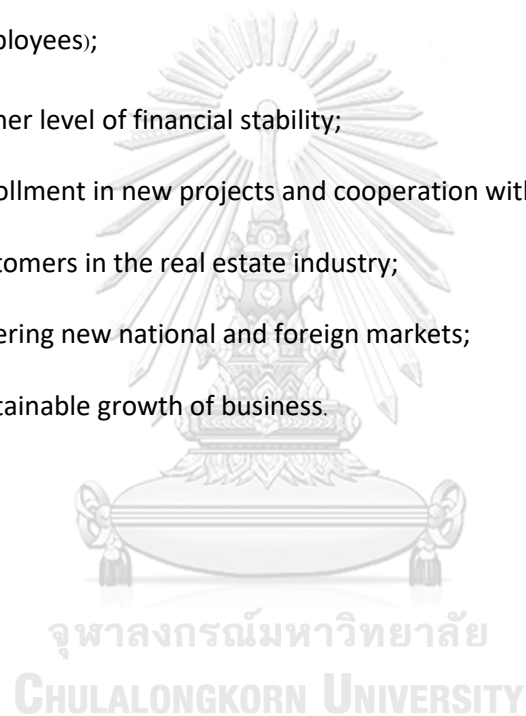 ployees);
her level of financial stability;
ollment in new projects and cooperation with
tomers in the real estate industry;
ering new national and foreign markets;
tainable growth of business.
จุฬาลงกรณ์มหาวิทยาลัย
CHULALONGKORN UNIVERSITY